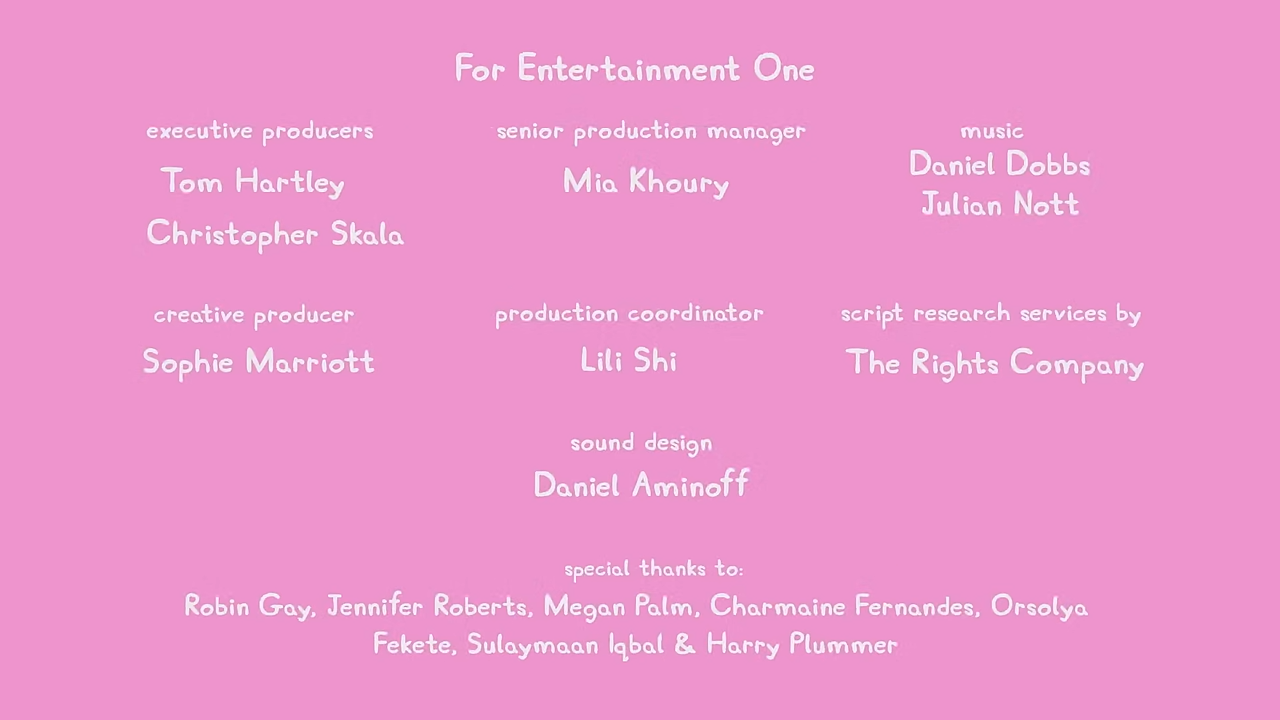 For Entertainment One
executive producers
Tom Hartley
Christopher Skala
senior production manager
Mia Khoury
music
Daniel Dobbs
Julian Nott
creative producer
Sophie Marriott
production coordinator
Lili Shi
script research services by
The Rights Company
sound design
Daniel Aminoff
special thanks to:
Robin Gay, Jennifer Roberts, Megan Palm, Charmaine Fernandes, Orsolya
Fekete, Sulaymaan Iqbal & Harry Plummer